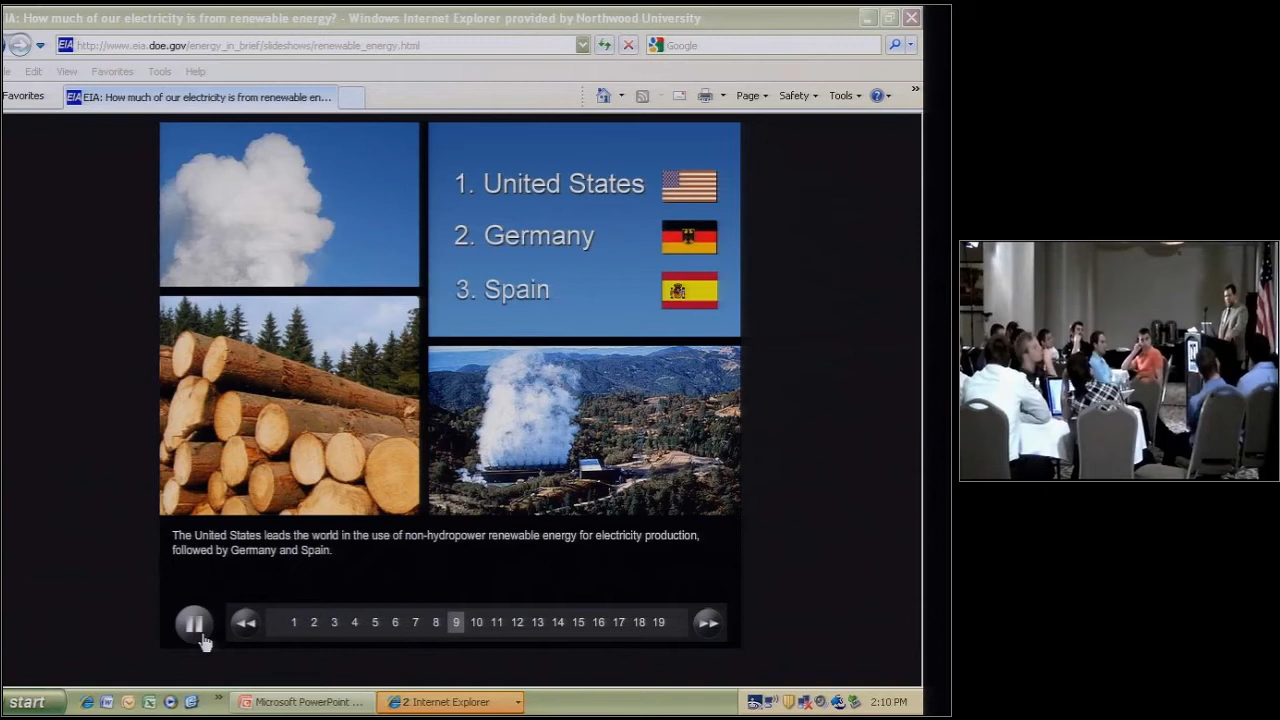 EIA: How much of our electricity is from renewable energy? - Windows Internet Explorer provided by Northwood University
EIA http://www.eia.doe.gov/energy_in_brief/slideshows/renewable_energy.html
Google
Edit View Favorites Tools Help
Favorites
EIA EIA: How much of our electricity is from renewable en...
Page Safety Tools
1. United States
2. Germany
3. Spain
The United States leads the world in the use of non-hydropower renewable energy for electricity production,
followed by Germany and Spain.
1 2 3 4 5 6 7 8 9 10 11 12 13 14 15 16 17 18 19
start
Microsoft PowerPoint ...
2 Internet Explorer
2:10 PM